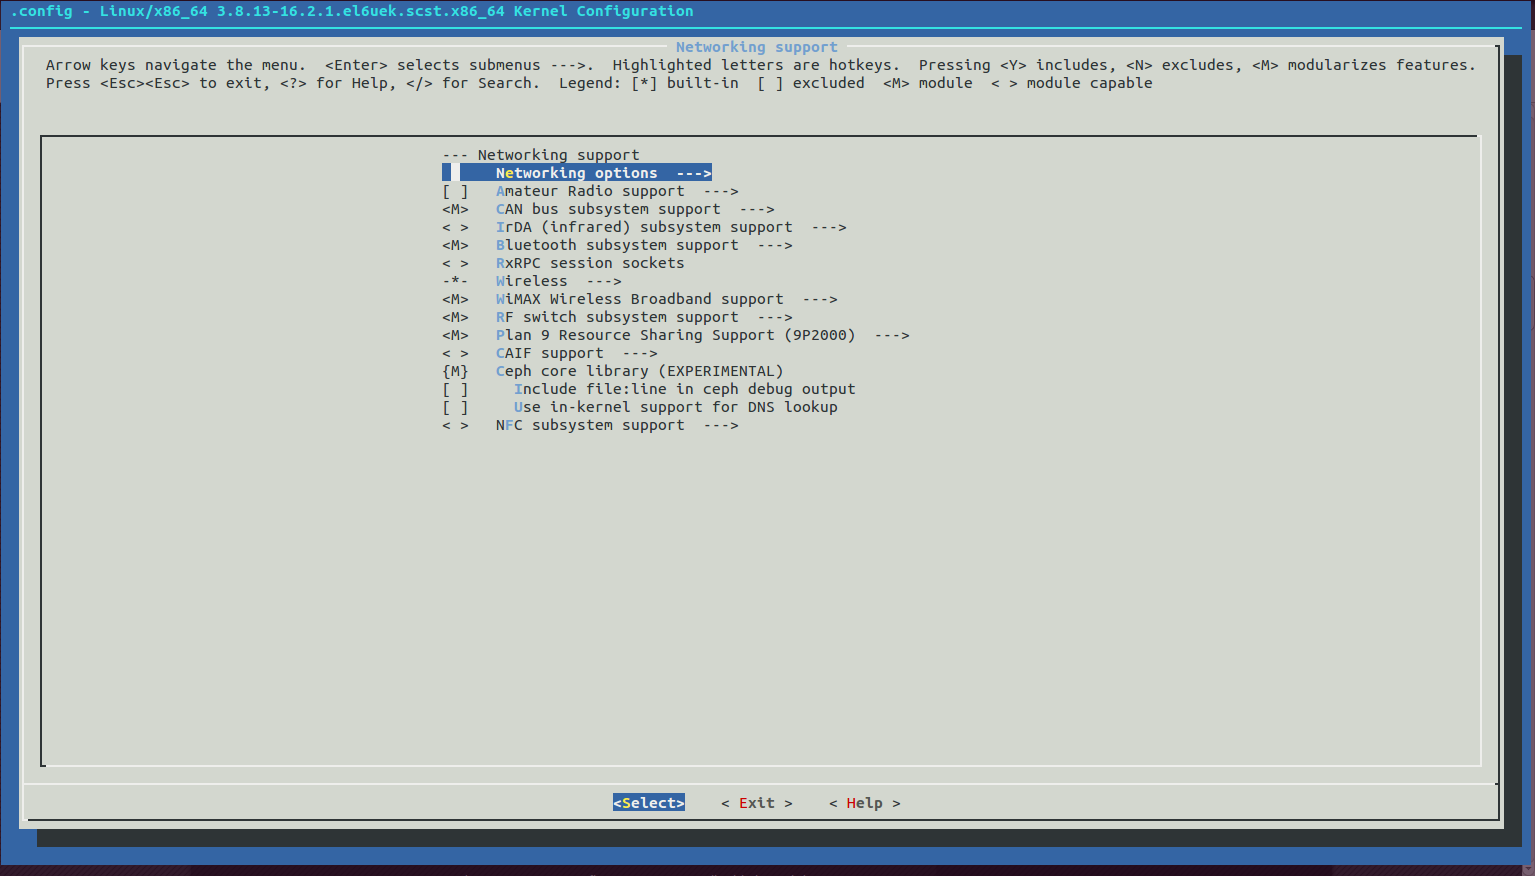 .config - Linux/x86_64 3.8.13-16.2.1.el6uek.scst.x86_64 Kernel Configuration
Networking support
Arrow keys navigate the menu.  <Enter> selects submenus --->.  Highlighted letters are hotkeys.  Pressing <Y> includes, <N> excludes, <M> modularizes features.
Press <Esc><Esc> to exit, <?> for Help, </> for Search.  Legend: [*] built-in  [ ] excluded  <M> module  < > module capable
--- Networking support
Networking options  --->
[ ]   Amateur Radio support  --->
<M>   CAN bus subsystem support  --->
< >   IrDA (infrared) subsystem support  --->
<M>   Bluetooth subsystem support  --->
< >   RxRPC session sockets
-*-   Wireless  --->
<M>   WiMAX Wireless Broadband support  --->
<M>   RF switch subsystem support  --->
<M>   Plan 9 Resource Sharing Support (9P2000)  --->
< >   CAIF support  --->
{M}   Ceph core library (EXPERIMENTAL)
[ ]     Include file:line in ceph debug output
[ ]     Use in-kernel support for DNS lookup
< >   NFC subsystem support  --->
<Select>    < Exit >    < Help >